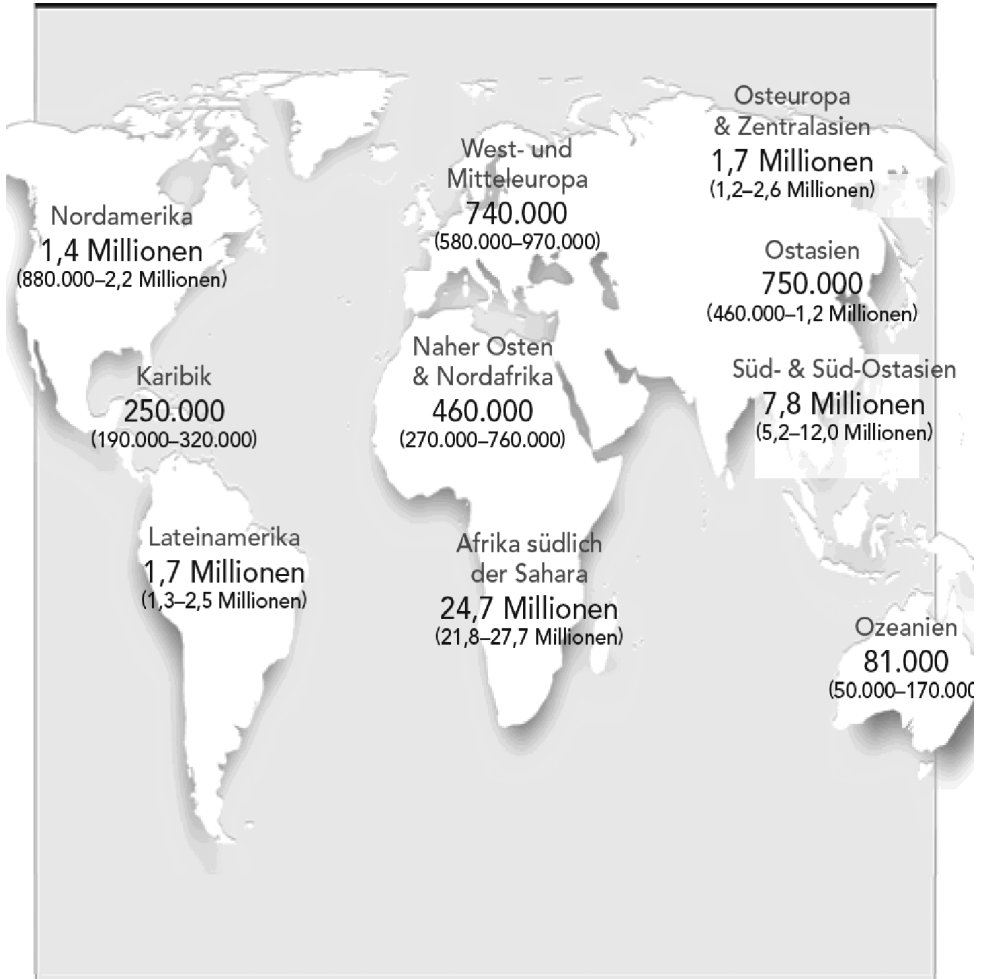 Osteuropa
& Zentralasien
1,7 Millionen
(1,2–2,6 Millionen)
West- und
Mitteleuropa
740.000
(580.000–970.000)
Nordamerika
1,4 Millionen
(880.000–2,2 Millionen)
Ostasien
750.000
(460.000–1,2 Millionen)
Naher Osten
& Nordafrika
460.000
(270.000–760.000)
Karibik
250.000
(190.000–320.000)
Süd- & Süd-Ostasien
7,8 Millionen
(5,2–12,0 Millionen)
Lateinamerika
1,7 Millionen
(1,3–2,5 Millionen)
Afrika südlich
der Sahara
24,7 Millionen
(21,8–27,7 Millionen)
Ozeanien
81.000
(50.000–170.000